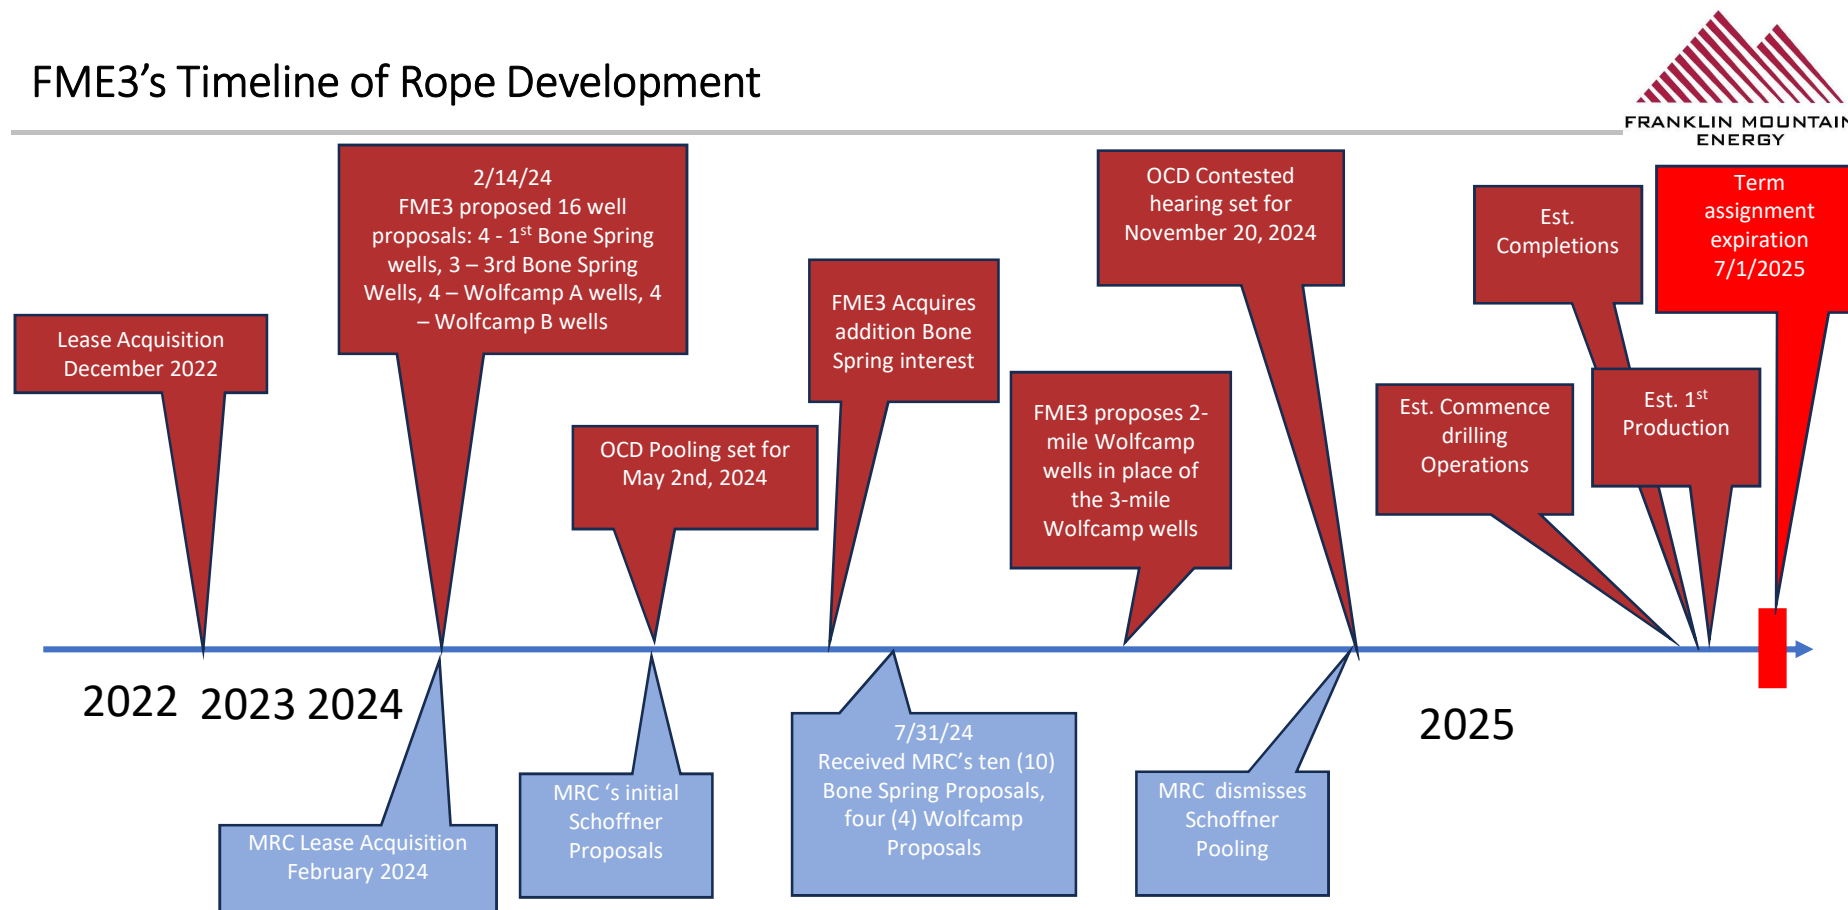 FME3's Timeline of Rope Development
FRANKLIN MOUNTAIN
ENERGY
Lease Acquisition
December 2022
2/14/24
FME3 proposed 16 well
proposals: 4 - 1st Bone Spring
wells, 3 – 3rd Bone Spring
Wells, 4 – Wolfcamp A wells, 4
– Wolfcamp B wells
OCD Pooling set for
May 2nd, 2024
FME3 Acquires
addition Bone
Spring interest
FME3 proposes 2-
mile Wolfcamp
wells in place of
the 3-mile
Wolfcamp wells
OCD Contested
hearing set for
November 20, 2024
Est. Commence
drilling
Operations
Est.
Completions
Est. 1st
Production
Term
assignment
expiration
7/1/2025
2022
2023
2024
2025
MRC Lease Acquisition
February 2024
MRC 's initial
Schoffner
Proposals
7/31/24
Received MRC's ten (10)
Bone Spring Proposals,
four (4) Wolfcamp
Proposals
MRC  dismisses
Schoffner
Pooling